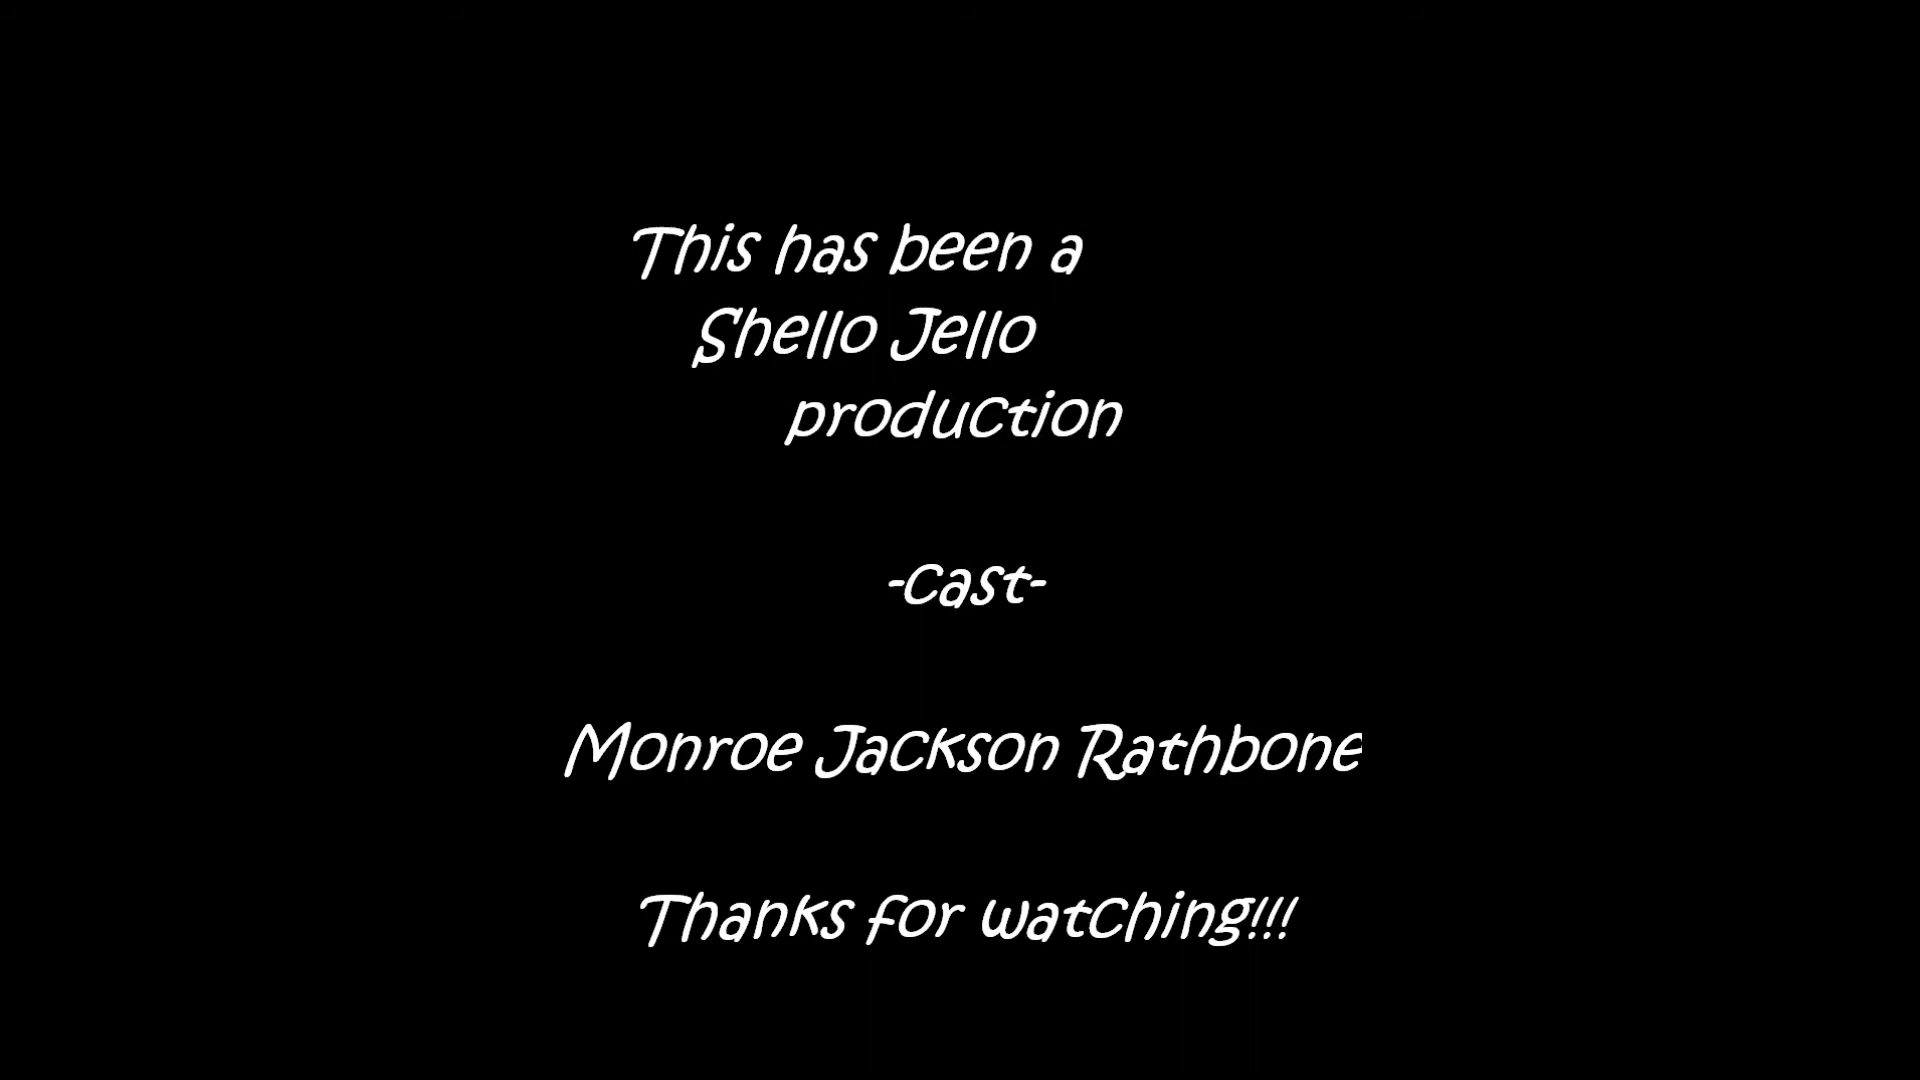 This has been a
Shello Jello
production
-Cast-
Monroe Jackson Rathbone
Thanks for watching!!!